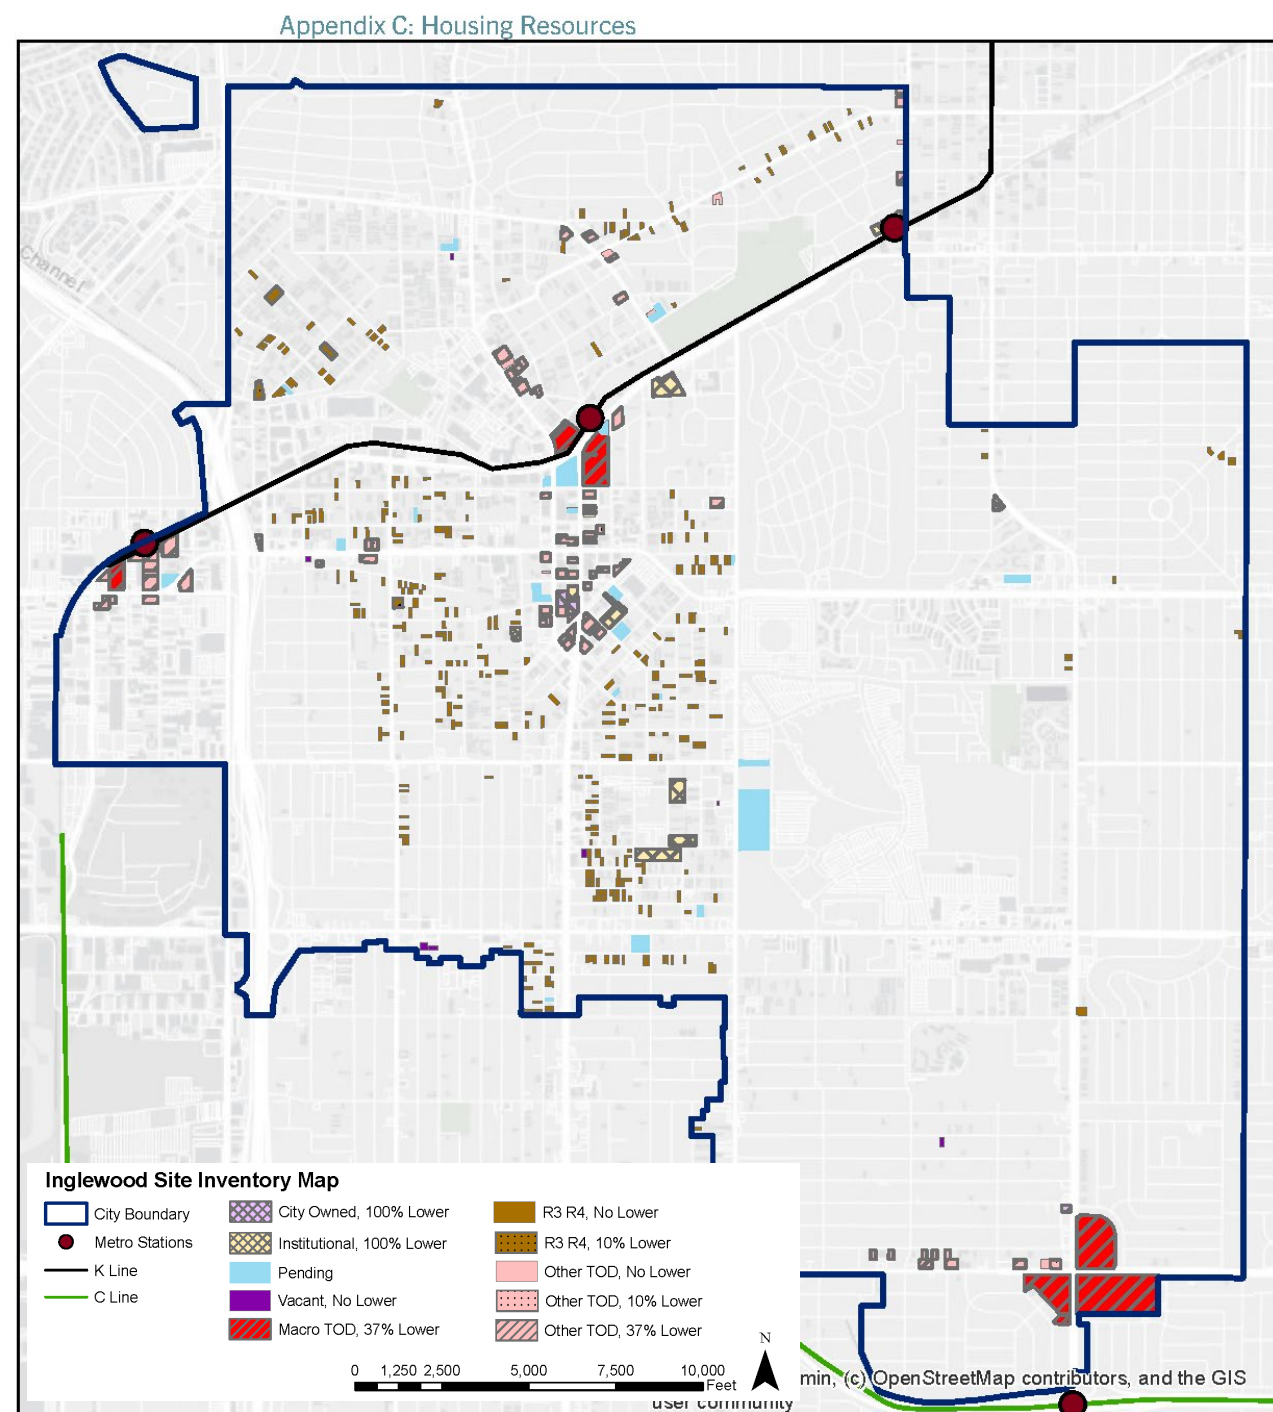 Appendix C: Housing Resources
Channel
Inglewood Site Inventory Map
City Boundary
Metro Stations
K Line
C Line
City Owned, 100% Lower
Institutional, 100% Lower
Pending
Vacant, No Lower
Macro TOD, 37% Lower
R3 R4, No Lower
R3 R4, 10% Lower
Other TOD, No Lower
Other TOD, 10% Lower
Other TOD, 37% Lower
0 1,250 2,500 5,000 7,500 10,000
Feet
N
min, (c) OpenStreetMap contributors, and the GIS
user community